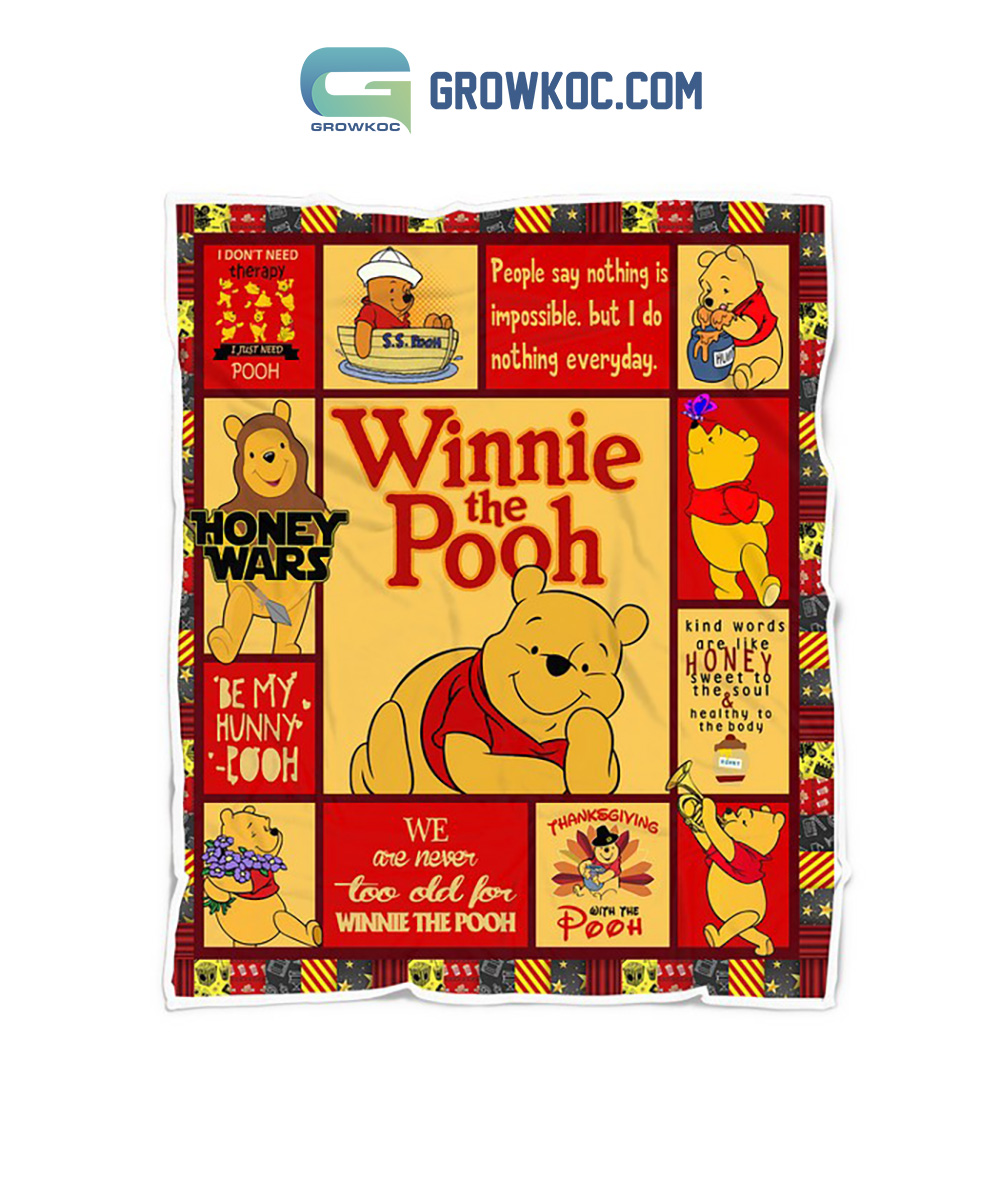 GROWKOC
GROWKOC.COM
I DON'T NEED
therapy
I JUST NEED
POOH
S.S. POOH
People say nothing is
impossible. but I do
nothing everyday.
HUNNY
HONEY
WARS
Winnie
the
Pooh
kind words
are like
HONEY
sweet to
the soul
&
healthy to
the body
HUNNY
BE MY
HUNNY
-POOH
WE
are never
too old for
WINNIE THE POOH
THANKSGIVING
WITH THE
POOH